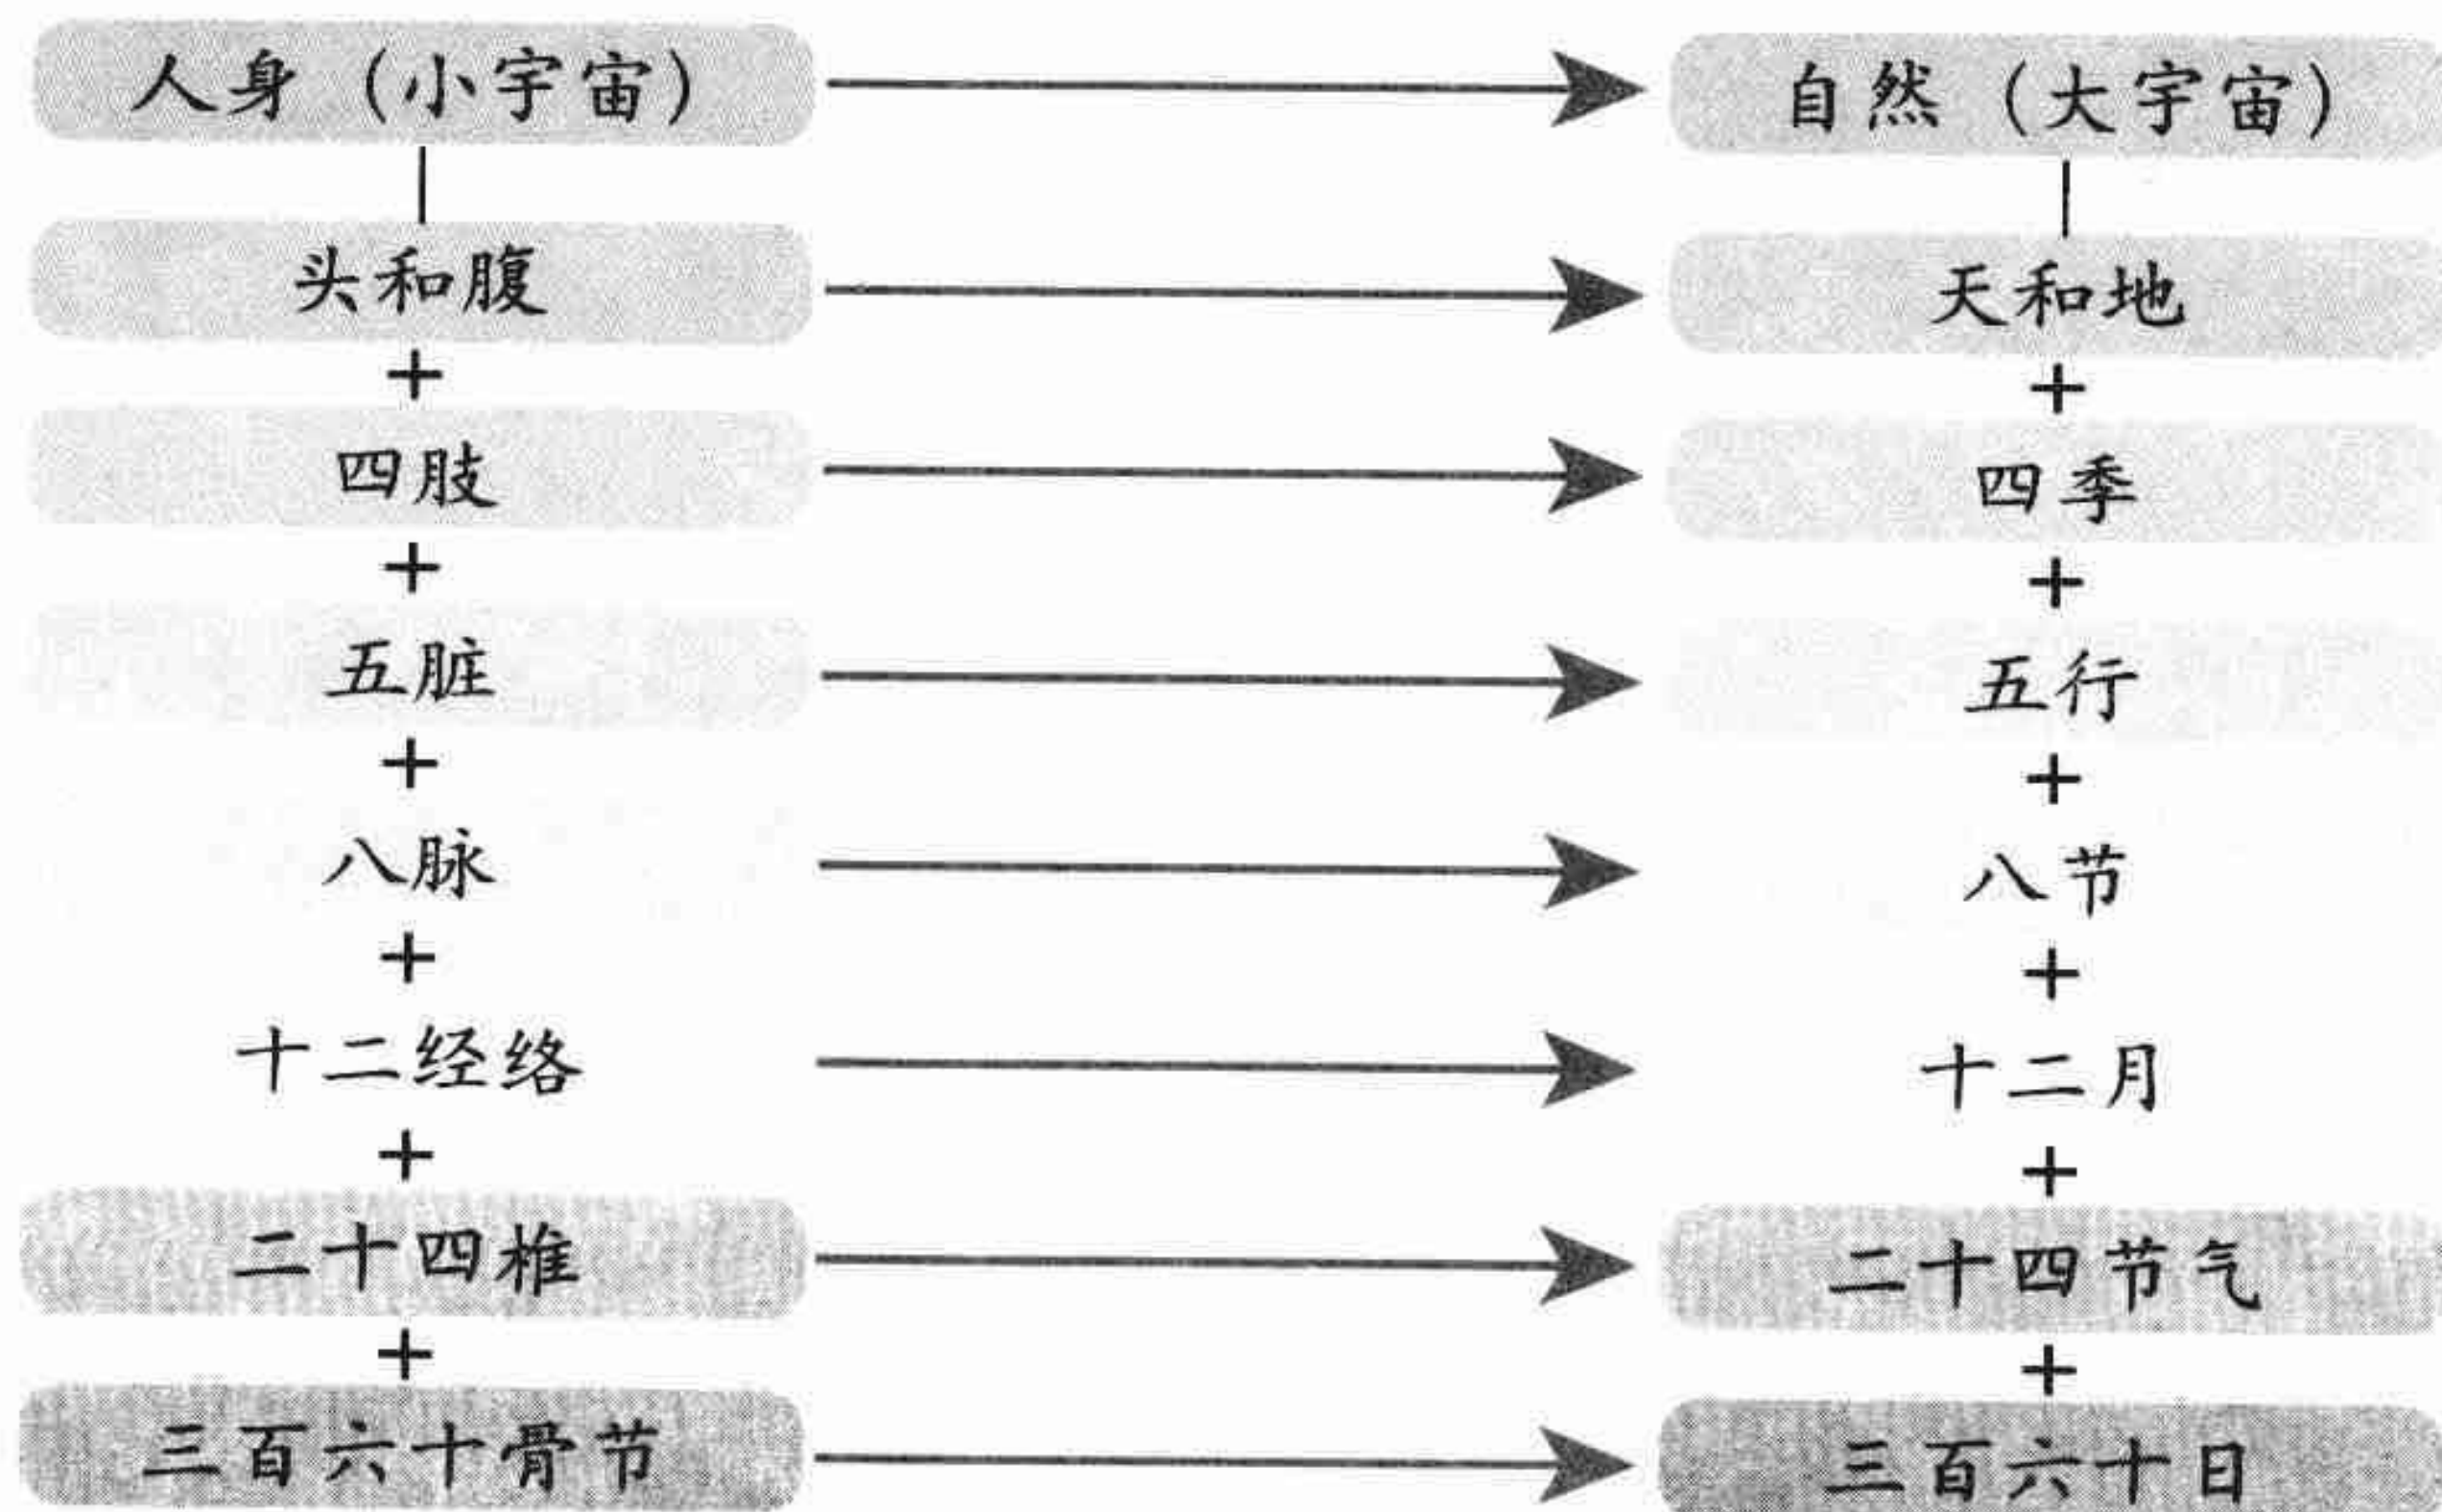 人身（小宇宙） 自然（大宇宙）
头和腹 天和地
+ +
四肢 四季
+ +
五脏 五行
+ +
八脉 八节
+ +
十二经络 十二月
+ +
二十四椎 二十四节气
+ +
三百六十骨节 三百六十日